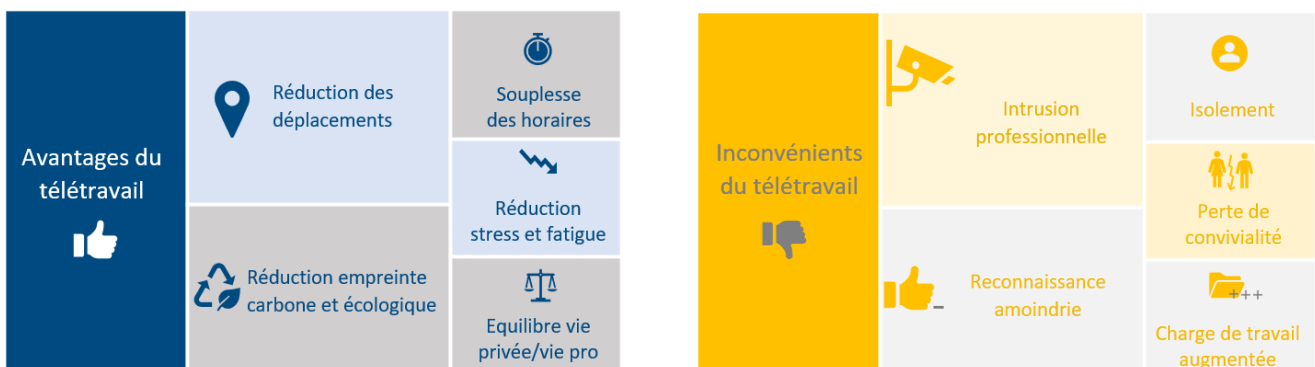 Avantages du
télétravail
Réduction des
déplacements
Réduction empreinte
carbone et écologique
Souplesse
des horaires
Réduction
stress et fatigue
Equilibre vie
privée/vie pro
Inconvénients
du télétravail
Intrusion
professionnelle
Reconnaissance
amoindrie
Isolement
Perte de
convivialité
+++
Charge de travail
augmentée